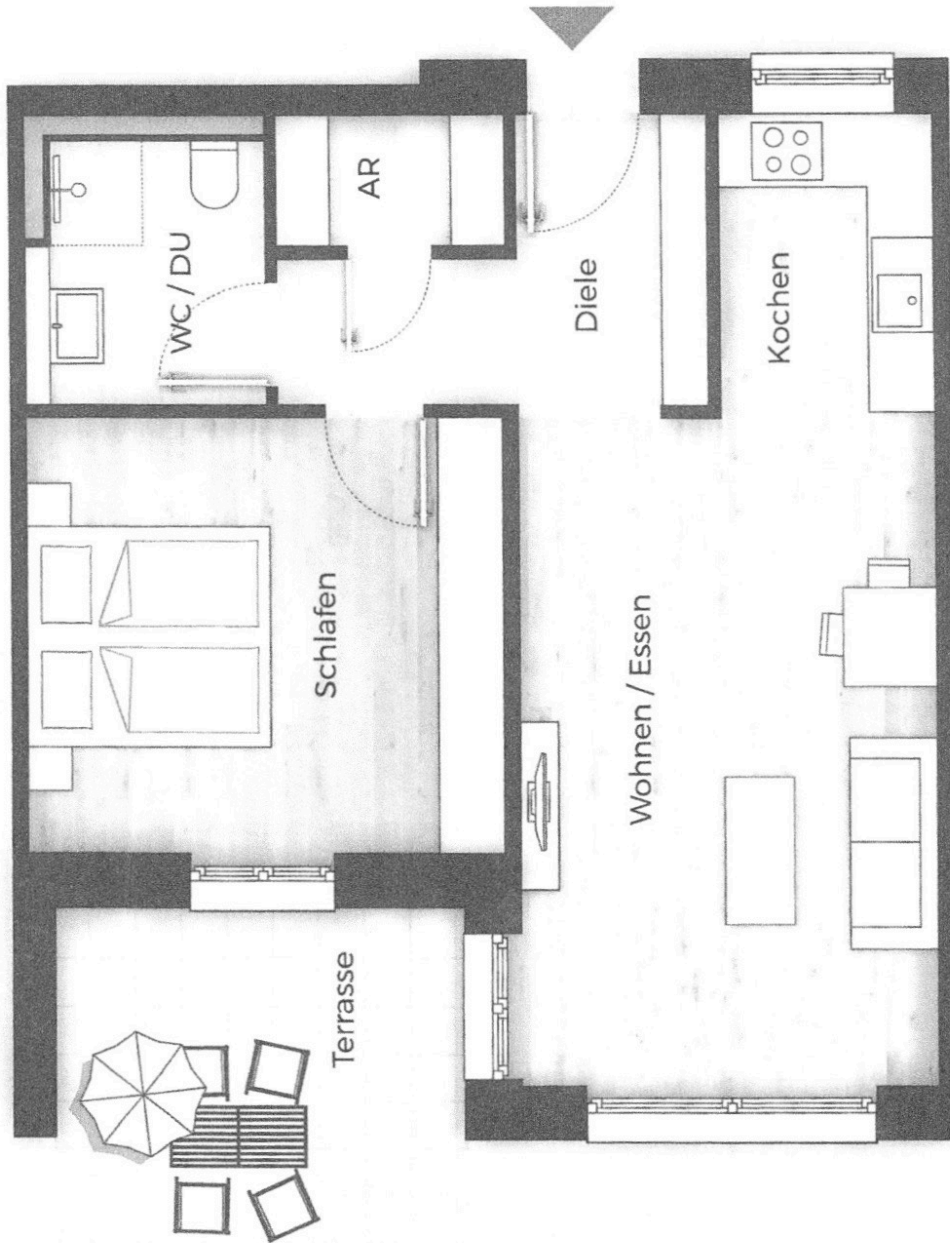 WC / DU
AR
Diele
Kochen
Schlafen
Wohnen / Essen
Terrasse